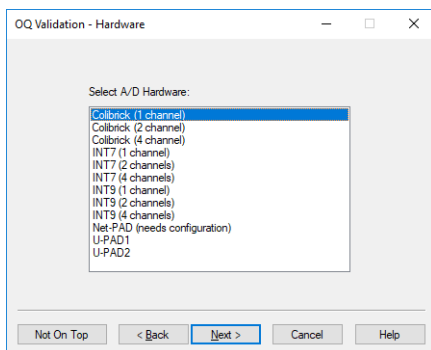 OQ Validation - Hardware
Select A/D Hardware:
Colibrick (1 channel)
Colibrick (2 channel)
Colibrick (4 channel)
INT7 (1 channel)
INT7 (2 channels)
INT7 (4 channels)
INT9 (1 channel)
INT9 (2 channels)
INT9 (4 channels)
Net-PAD (needs configuration)
U-PAD1
U-PAD2
Not On Top < Back Next > Cancel Help